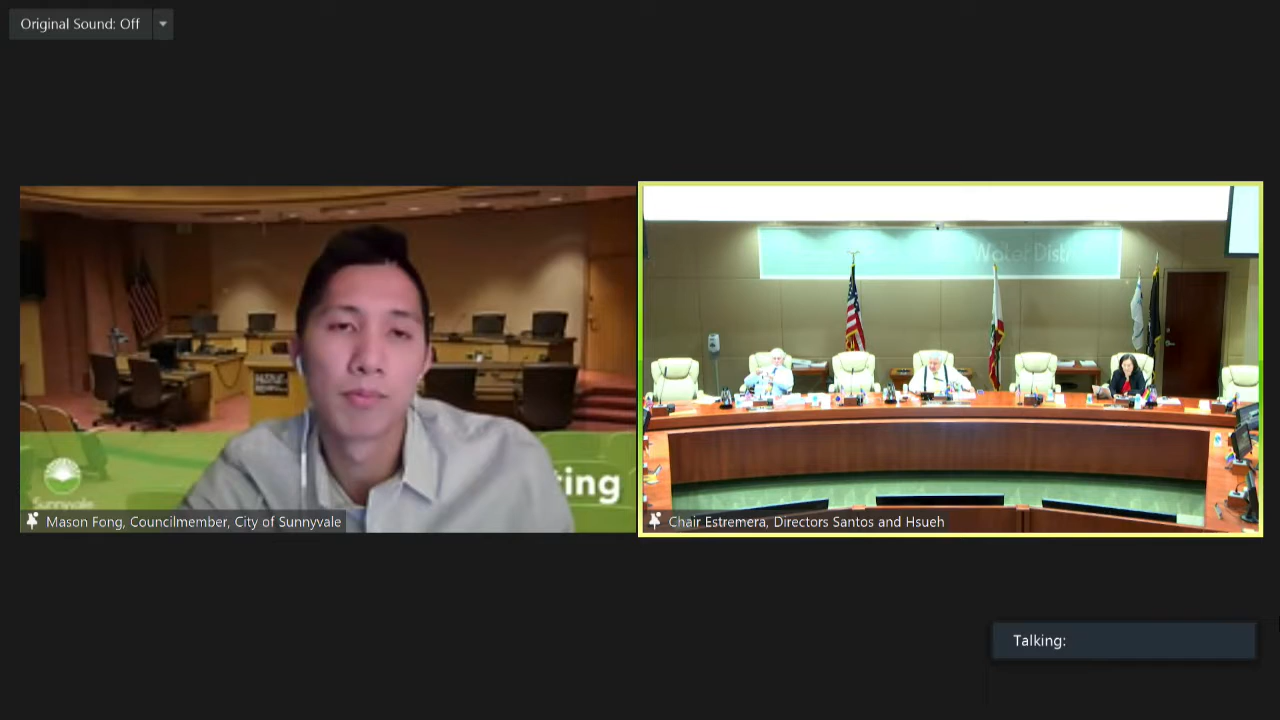 Original Sound: Off
Water Dist
Sunnyvale
ting
Mason Fong, Councilmember, City of Sunnyvale
Chair Estremera, Directors Santos and Hsueh
Talking: